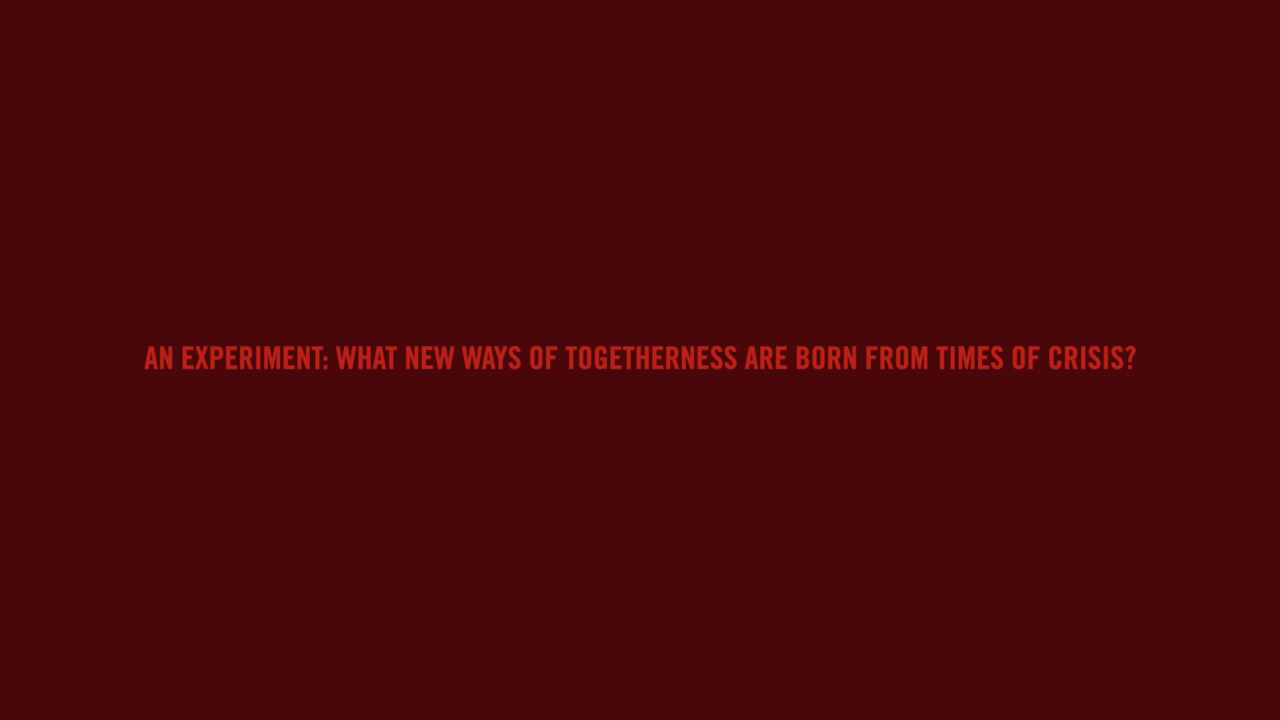 AN EXPERIMENT: WHAT NEW WAYS OF TOGETHERNESS ARE BORN FROM TIMES OF CRISIS?